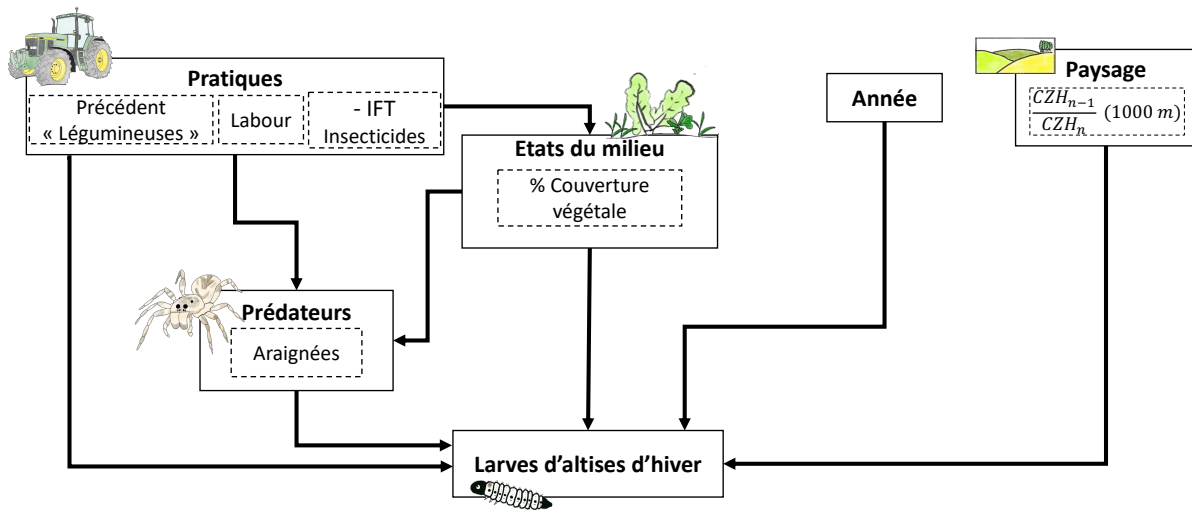 Pratiques
Précédent
« Légumineuses »
Labour
- IFT
Insecticides
Etats du milieu
% Couverture
végétale
Année
Paysage
CZH_{n-1}
CZH_n
(1000 m)
Prédateurs
Araignées
Larves d’altises d’hiver